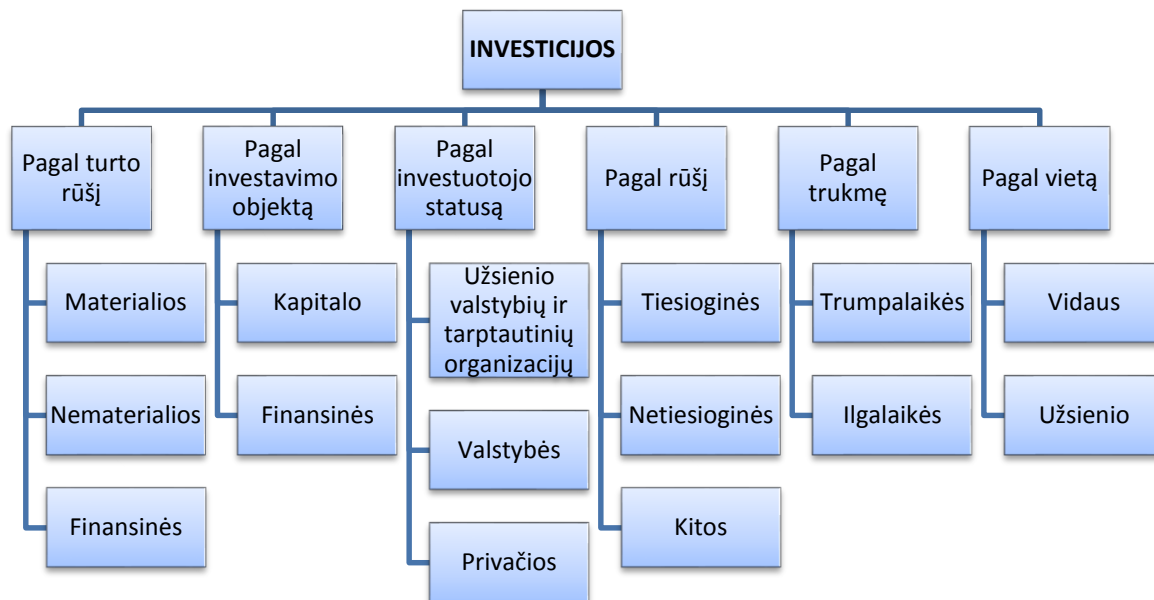 INVESTICIJOS
Pagal turto
rūšį
Pagal
investavimo
objektą
Pagal
investuotojo
statusą
Pagal rūšį
Pagal
trukmę
Pagal vietą
Materialios
Nematerialios
Finansinės
Kapitalo
Finansinės
Užsienio
valstybių ir
tarptautinių
organizacijų
Valstybės
Privačios
Tiesioginės
Netiesioginės
Kitos
Trumpalaikės
Ilgalaikės
Vidaus
Užsienio